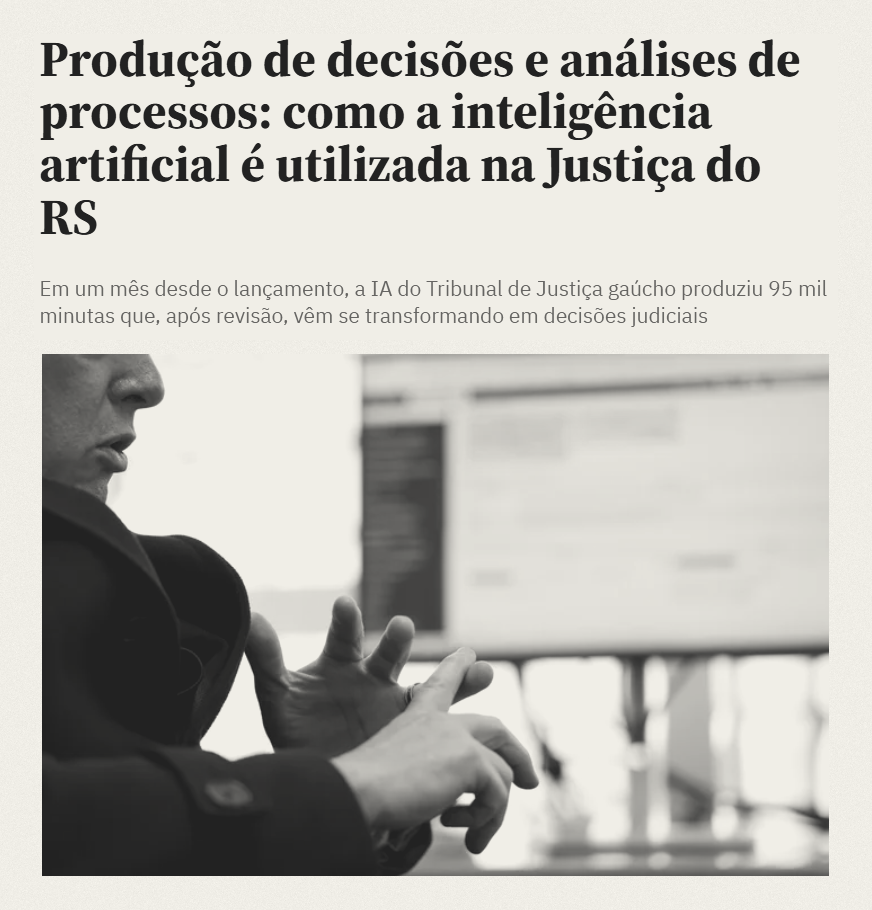 Produção de decisões e análises de
processos: como a inteligência
artificial é utilizada na Justiça do
RS
Em um mês desde o lançamento, a IA do Tribunal de Justiça gaúcho produziu 95 mil
minutas que, após revisão, vêm se transformando em decisões judiciais